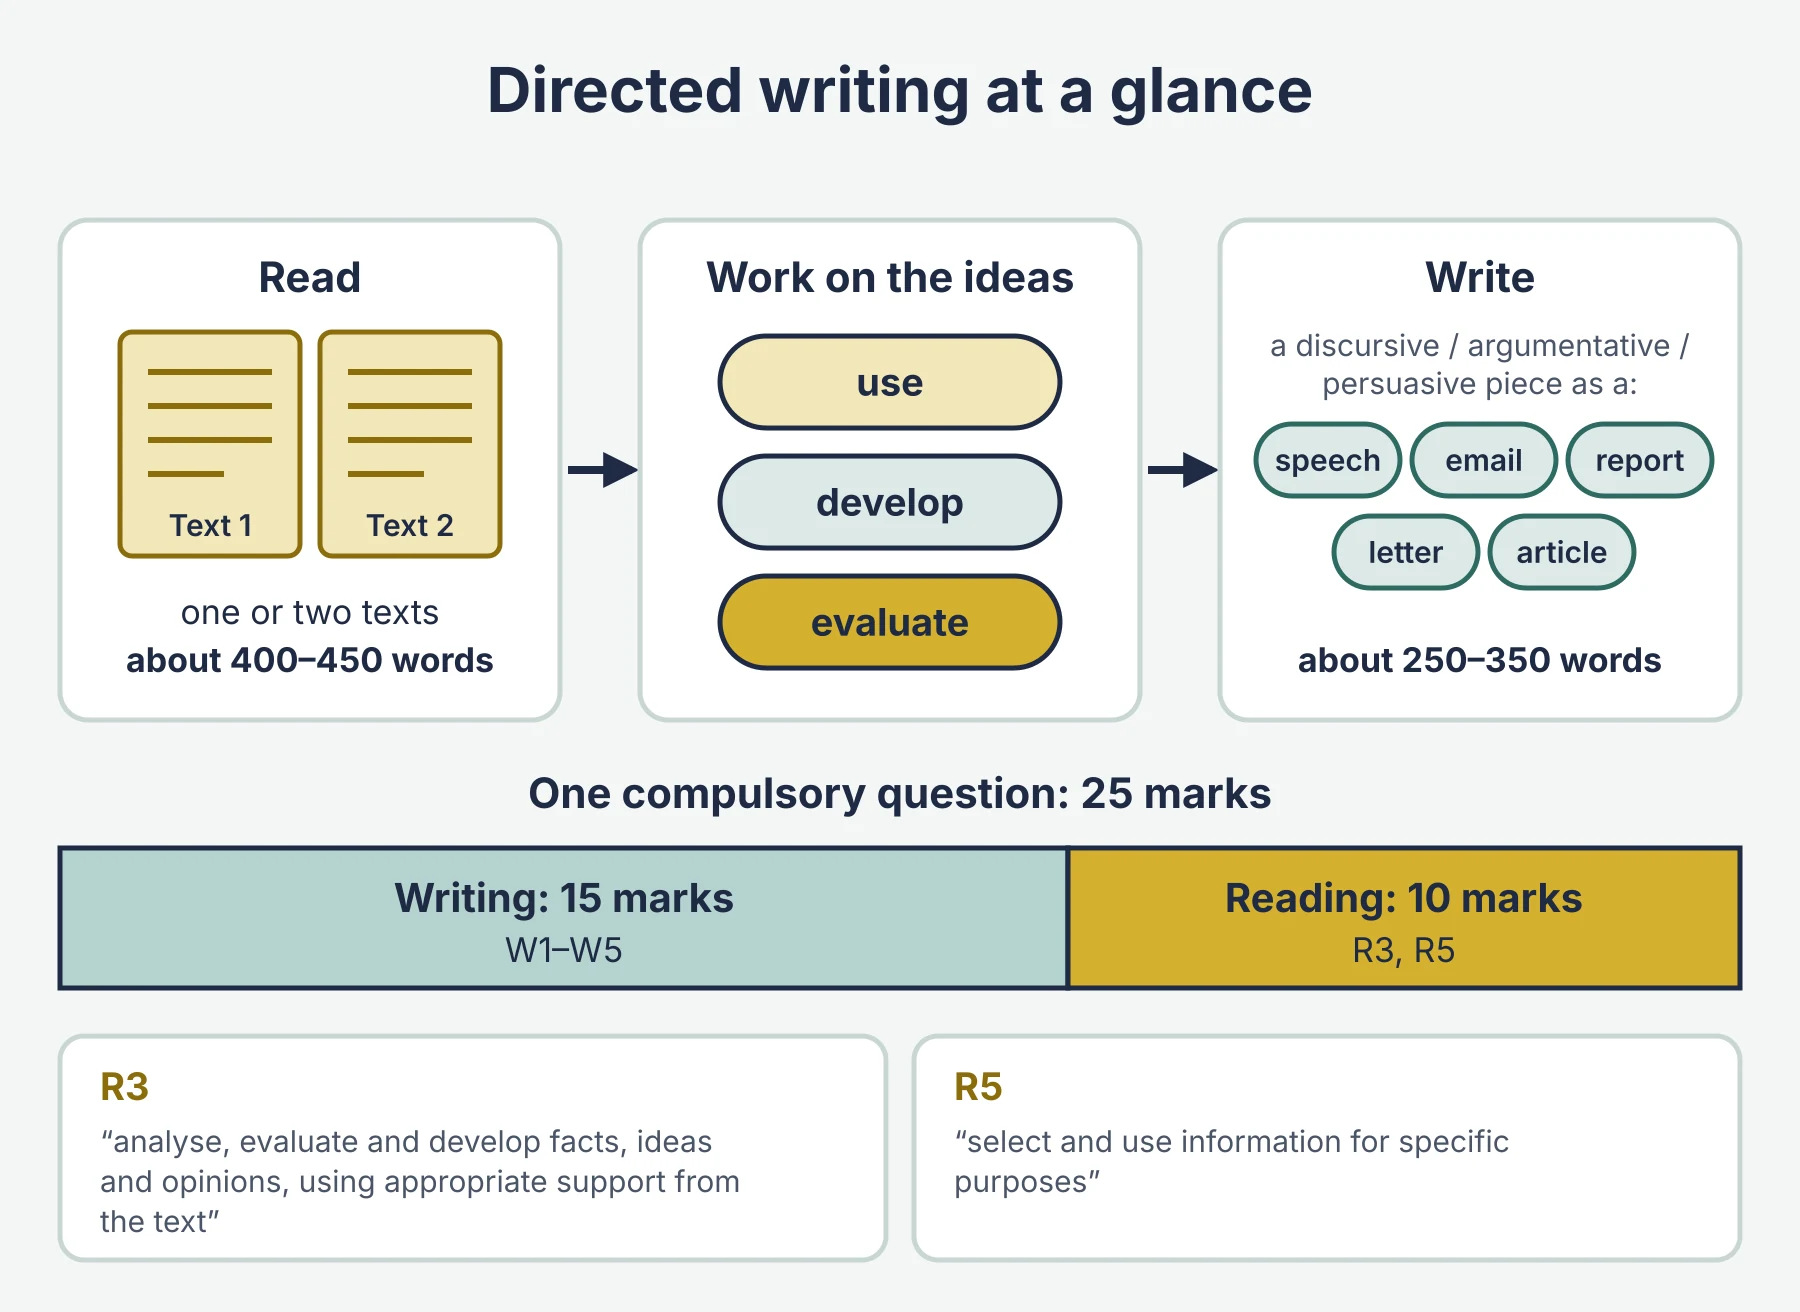 Directed writing at a glance
Read
Text 1
Text 2
one or two texts
about 400–450 words
Work on the ideas
use
develop
evaluate
Write
a discursive / argumentative /
persuasive piece as a:
speech
email
report
letter
article
about 250–350 words
One compulsory question: 25 marks
Writing: 15 marks
W1–W5
Reading: 10 marks
R3, R5
R3
“analyse, evaluate and develop facts, ideas
and opinions, using appropriate support from
the text”
R5
“select and use information for specific
purposes”